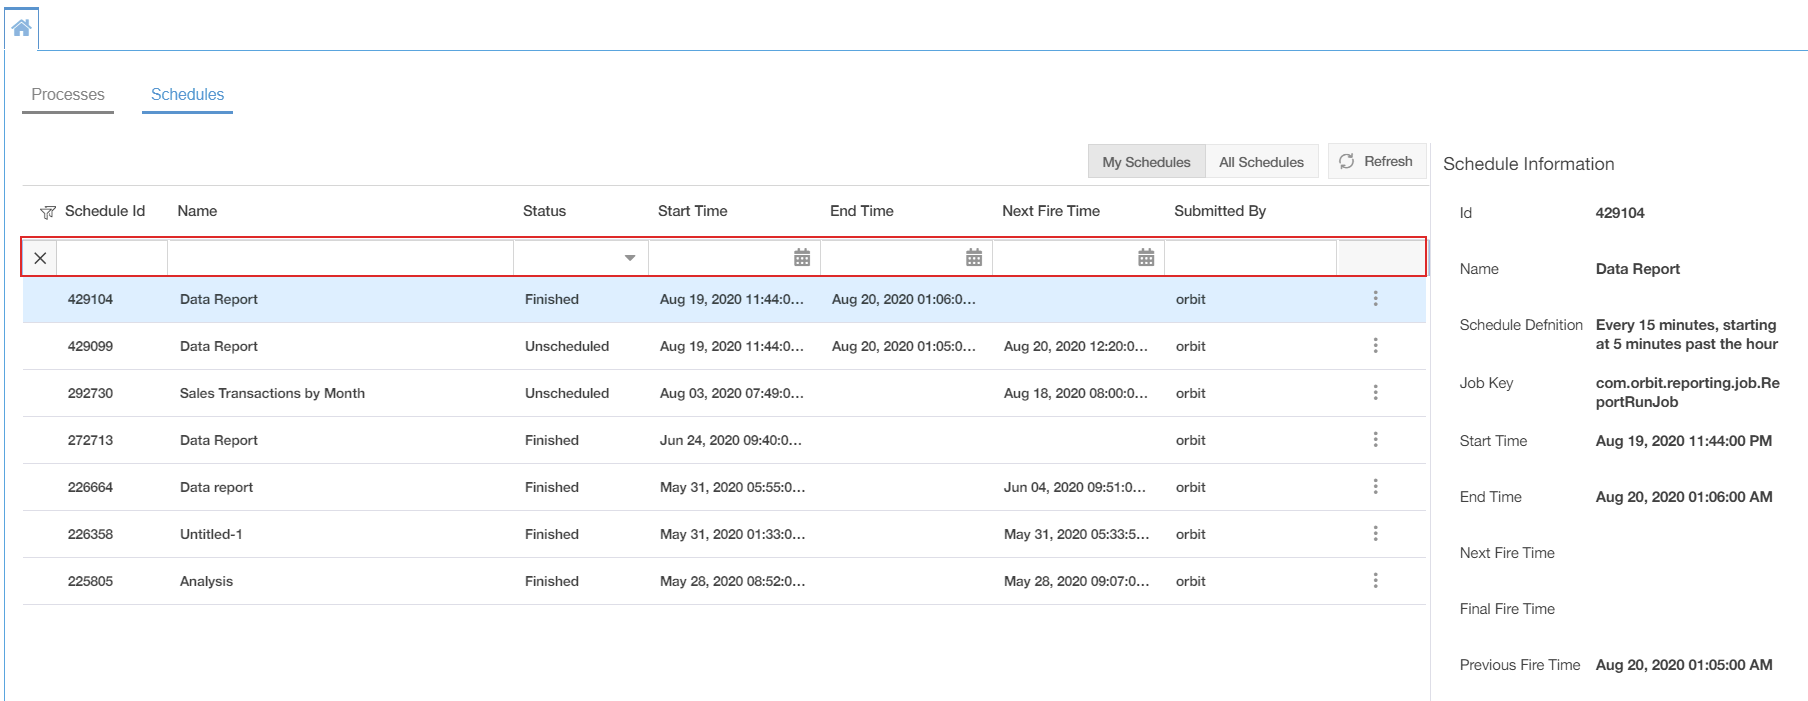 Processes Schedules
My Schedules All Schedules Refresh
Schedule Id Name Status Start Time End Time Next Fire Time Submitted By
429104 Data Report Finished Aug 19, 2020 11:44:0... Aug 20, 2020 01:06:0... orbit
429099 Data Report Unscheduled Aug 19, 2020 11:44:0... Aug 20, 2020 01:05:0... Aug 20, 2020 12:20:0... orbit
292730 Sales Transactions by Month Unscheduled Aug 03, 2020 07:49:0... Aug 18, 2020 08:00:0... orbit
272713 Data Report Finished Jun 24, 2020 09:40:0... orbit
226664 Data report Finished May 31, 2020 05:55:0... Jun 04, 2020 09:51:0... orbit
226358 Untitled-1 Finished May 31, 2020 01:33:0... May 31, 2020 05:33:5... orbit
225805 Analysis Finished May 28, 2020 08:52:0... May 28, 2020 09:07:0... orbit
Schedule Information
Id 429104
Name Data Report
Schedule Defnition Every 15 minutes, starting
at 5 minutes past the hour
Job Key com.orbit.reporting.job.Re
portRunJob
Start Time Aug 19, 2020 11:44:00 PM
End Time Aug 20, 2020 01:06:00 AM
Next Fire Time
Final Fire Time
Previous Fire Time Aug 20, 2020 01:05:00 AM